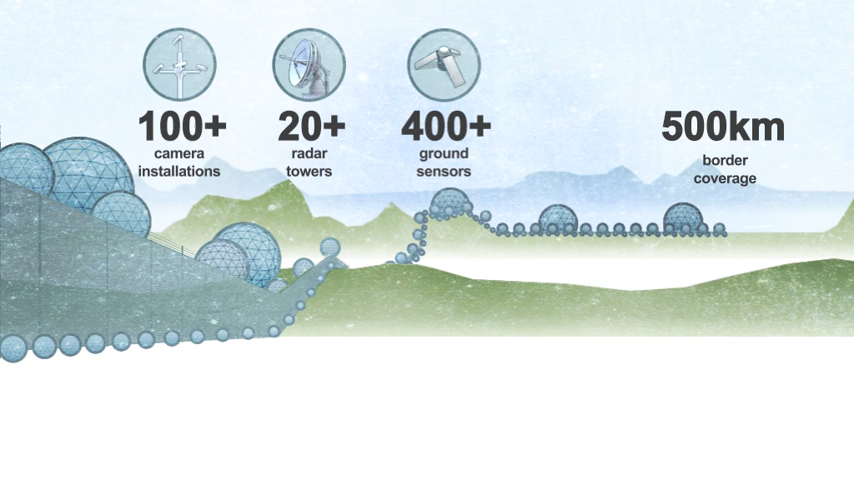 100+
camera
installations
20+
radar
towers
400+
ground
sensors
500km
border
coverage